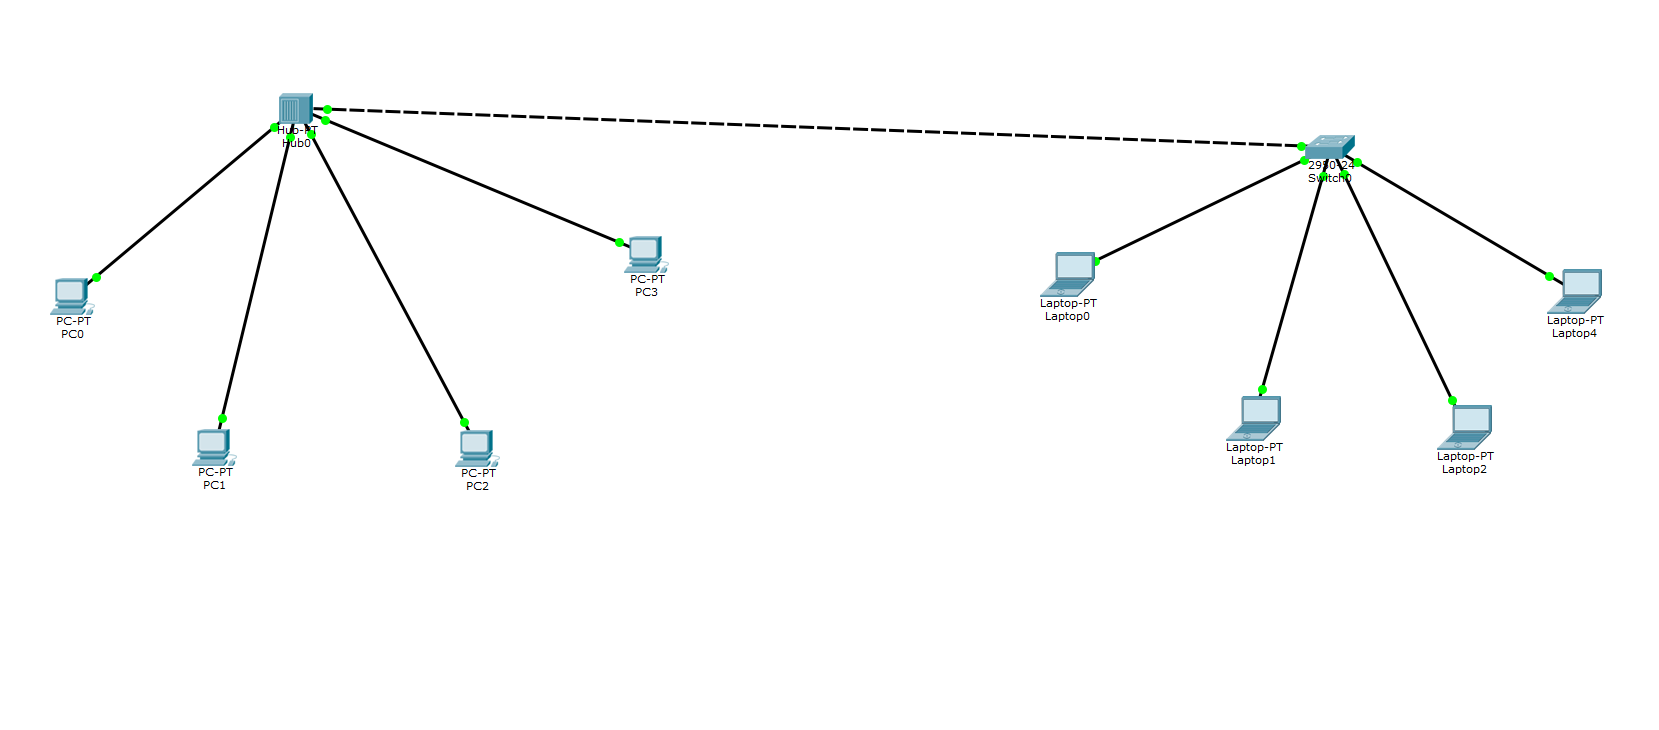 Hub-PT
Hub0
2950-24
Switch0
PC-PT
PC3
Laptop-PT
Laptop0
PC-PT
PC0
Laptop-PT
Laptop4
Laptop-PT
Laptop1
Laptop-PT
Laptop2
PC-PT
PC1
PC-PT
PC2